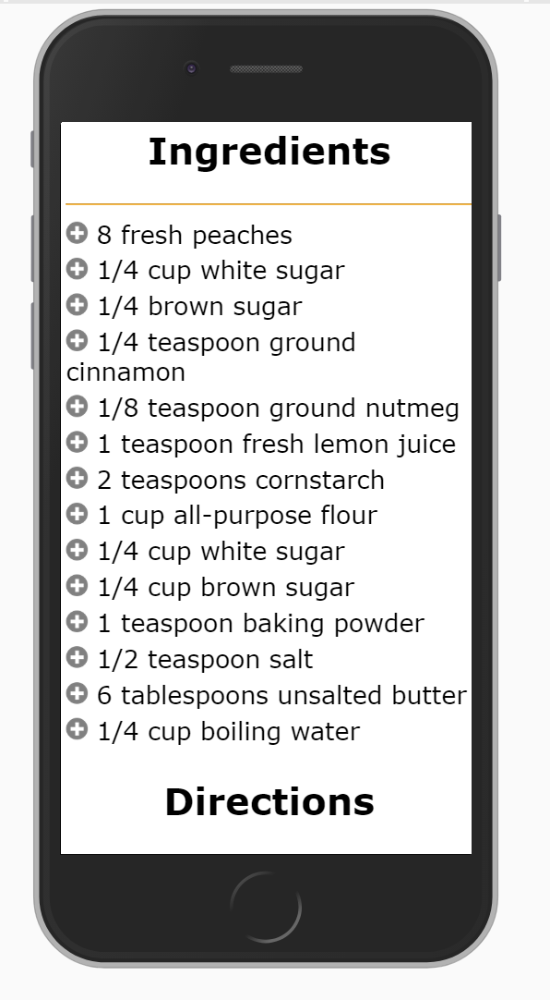 Ingredients
8 fresh peaches
1/4 cup white sugar
1/4 brown sugar
1/4 teaspoon ground
cinnamon
1/8 teaspoon ground nutmeg
1 teaspoon fresh lemon juice
2 teaspoons cornstarch
1 cup all-purpose flour
1/4 cup white sugar
1/4 cup brown sugar
1 teaspoon baking powder
1/2 teaspoon salt
6 tablespoons unsalted butter
1/4 cup boiling water
Directions